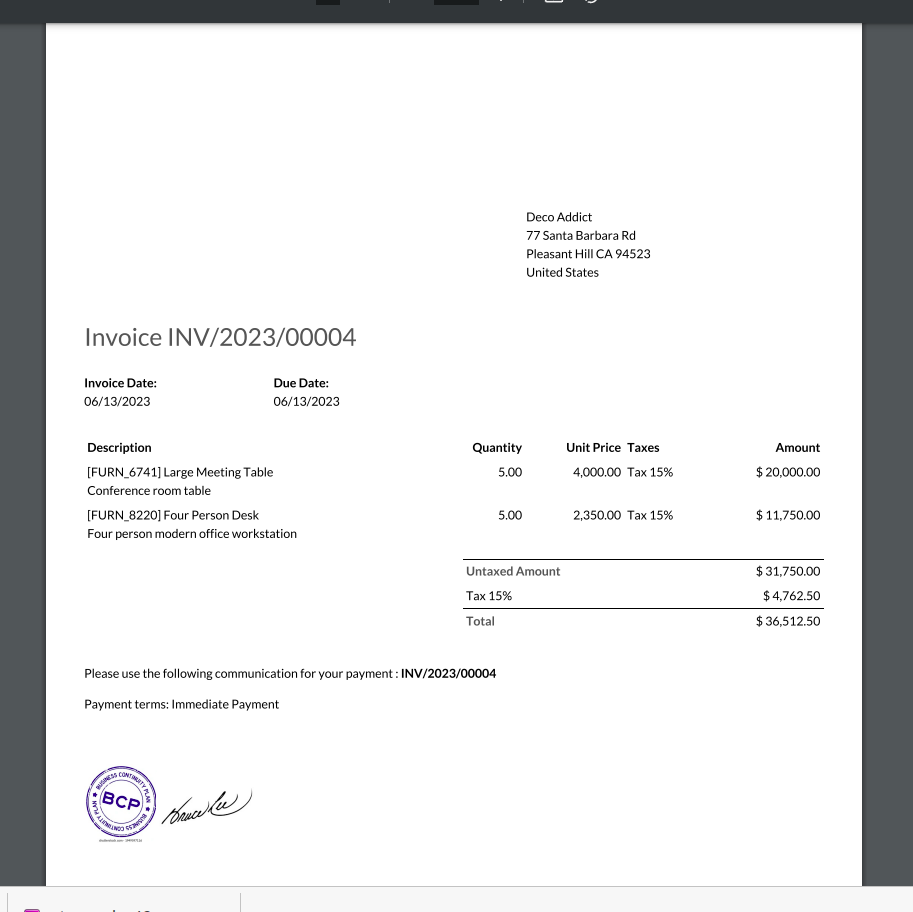 Deco Addict
77 Santa Barbara Rd
Pleasant Hill CA 94523
United States
Invoice INV/2023/00004
Invoice Date: Due Date:
06/13/2023 06/13/2023
Description Quantity Unit Price Taxes Amount
[FURN_6741] Large Meeting Table 5.00 4,000.00 Tax 15% $ 20,000.00
Conference room table
[FURN_8220] Four Person Desk 5.00 2,350.00 Tax 15% $ 11,750.00
Four person modern office workstation
Untaxed Amount $ 31,750.00
Tax 15% $ 4,762.50
Total $ 36,512.50
Please use the following communication for your payment : INV/2023/00004
Payment terms: Immediate Payment
BUSINESS CONTINUITY PLAN
BCP
BUSINESS CONTINUITY PLAN
Bruce Lee